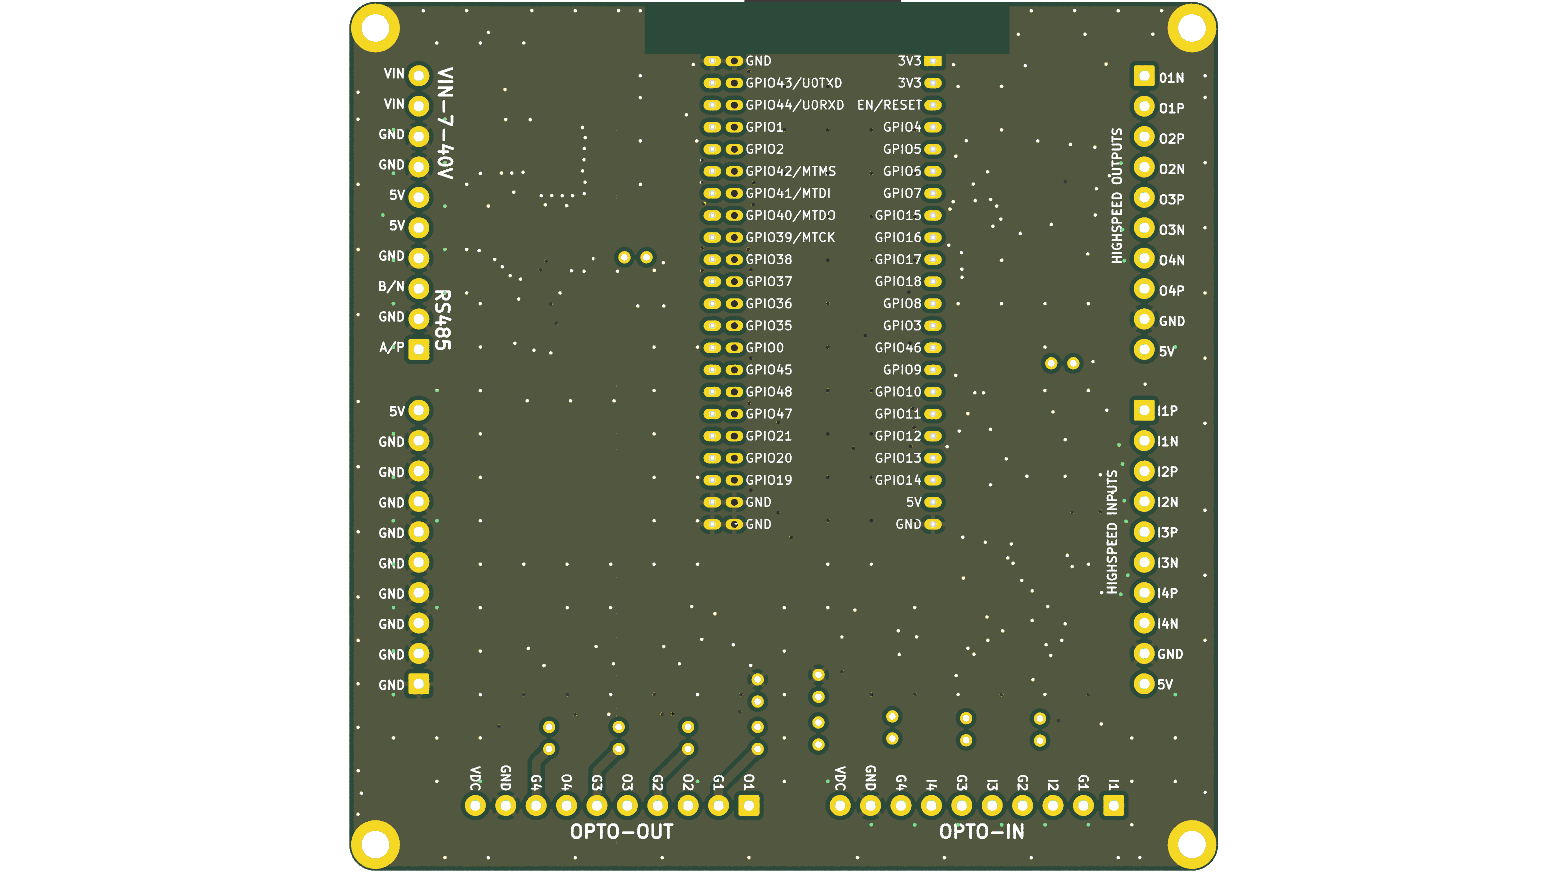 VIN
VIN
GND
GND
5V
5V
GND
B/N
GND
A/P
VIN-7-40V
RS485
5V
GND
GND
GND
GND
GND
GND
GND
GND
GND
GND
GPIO43/U0TXD
GPIO44/U0RXD
GPIO1
GPIO2
GPIO42/MTMS
GPIO41/MTDI
GPIO40/MTDO
GPIO39/MTCK
GPIO38
GPIO37
GPIO36
GPIO35
GPIO0
GPIO45
GPIO48
GPIO47
GPIO21
GPIO20
GPIO19
GND
GND
3V3
3V3
EN/RESET
GPIO4
GPIO5
GPIO6
GPIO7
GPIO15
GPIO16
GPIO17
GPIO18
GPIO8
GPIO3
GPIO46
GPIO9
GPIO10
GPIO11
GPIO12
GPIO13
GPIO14
5V
GND
HIGHSPEED OUTPUTS
O1N
O1P
O2P
O2N
O3P
O3N
O4N
O4P
GND
5V
HIGHSPEED INPUTS
I1P
I1N
I2P
I2N
I3P
I3N
I4P
I4N
GND
5V
VDC GND G4 O4 G3 O3 G2 O2 G1 O1
OPTO-OUT
VDC GND G4 I4 G3 I3 G2 I2 G1 I1
OPTO-IN